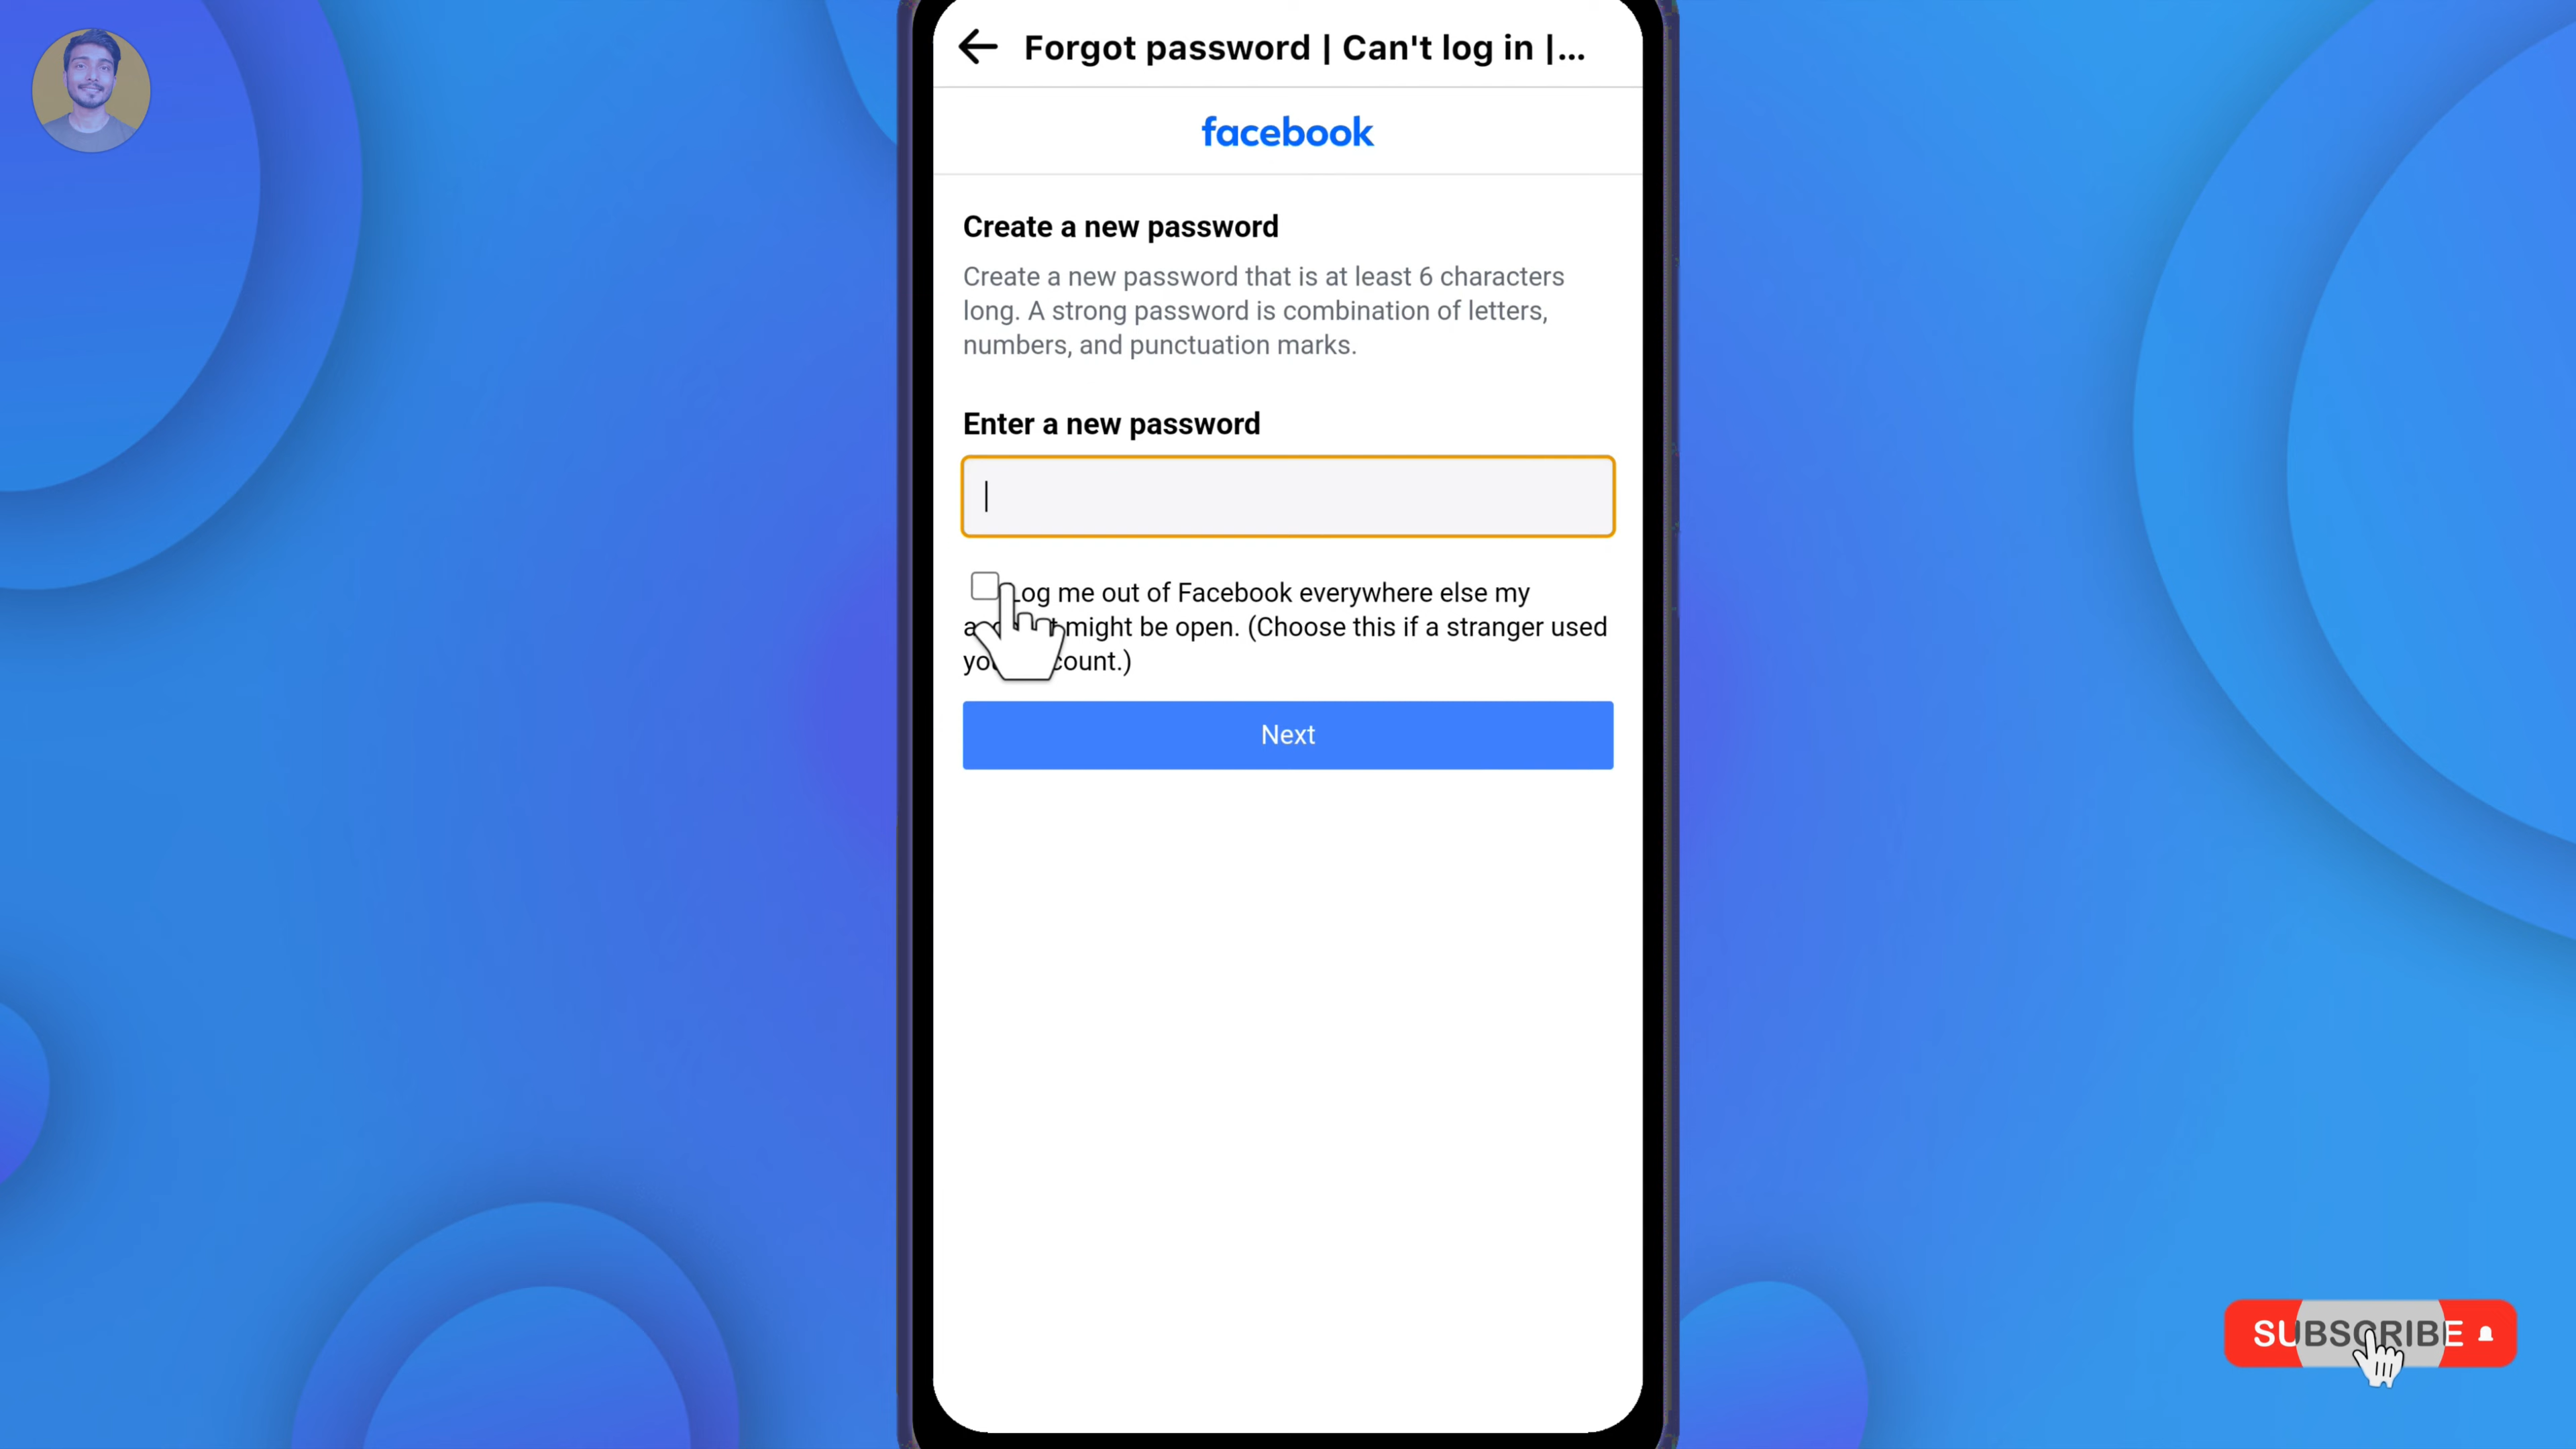 Forgot password | Can't log in |...
facebook
Create a new password
Create a new password that is at least 6 characters
long. A strong password is combination of letters,
numbers, and punctuation marks.
Enter a new password
Log me out of Facebook everywhere else my
might be open. (Choose this if a stranger used
count.)
Next
SUBSCRIBE